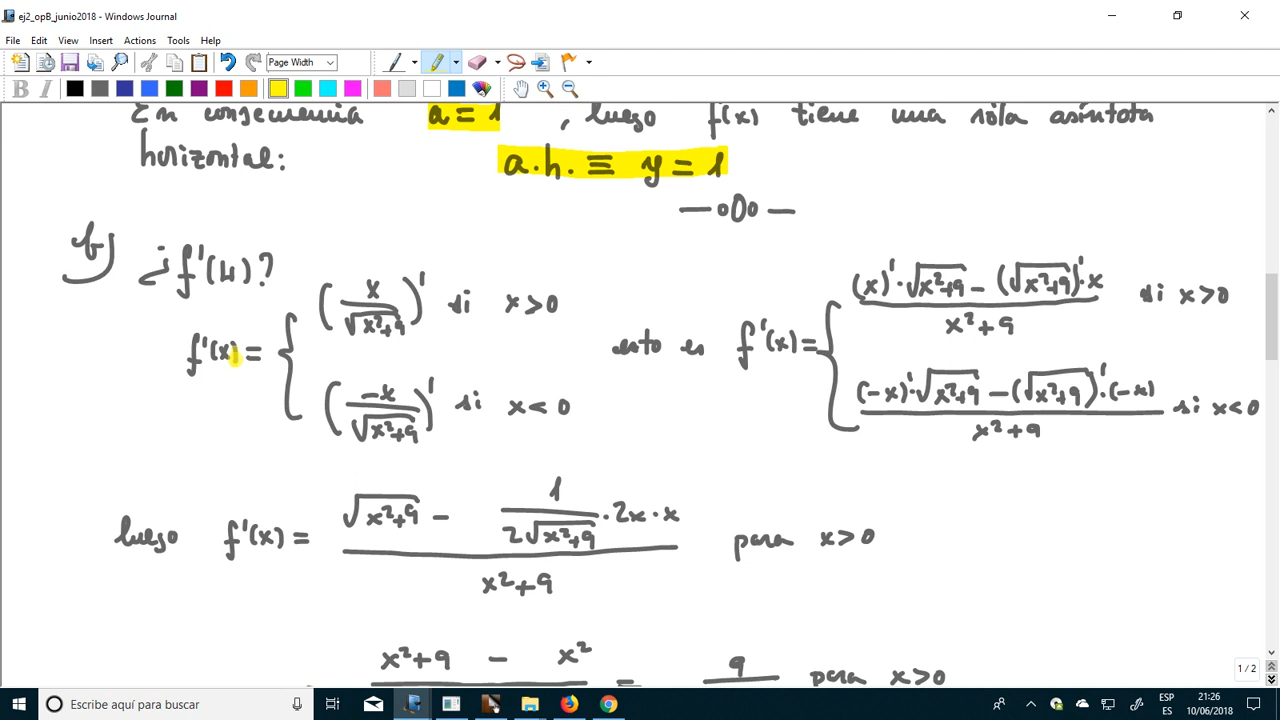 ej2_opB_junio2018 - Windows Journal
File Edit View Insert Actions Tools Help
Page Width
B I
En consecuencia a = 1 , luego f(x) tiene una sóla asíntota
horizontal: a.h. ≡ y = 1
—o0o—
b) ¿f'(4)?
f'(x) = { (x/√(x²+9))' si x > 0
(-x/√(x²+9))' si x < 0
esto es f'(x) = { ((x)'·√(x²+9) − (√(x²+9))'·x)/(x²+9) si x > 0
((-x)'·√(x²+9) − (√(x²+9))'·(-x))/(x²+9) si x < 0
luego f'(x) = (√(x²+9) − 1/(2√(x²+9))·2x·x)/(x²+9) para x > 0
x²+9 − x² = 9 para x > 0
1 / 2
Escribe aquí para buscar
ESP
ES
21:26
10/06/2018